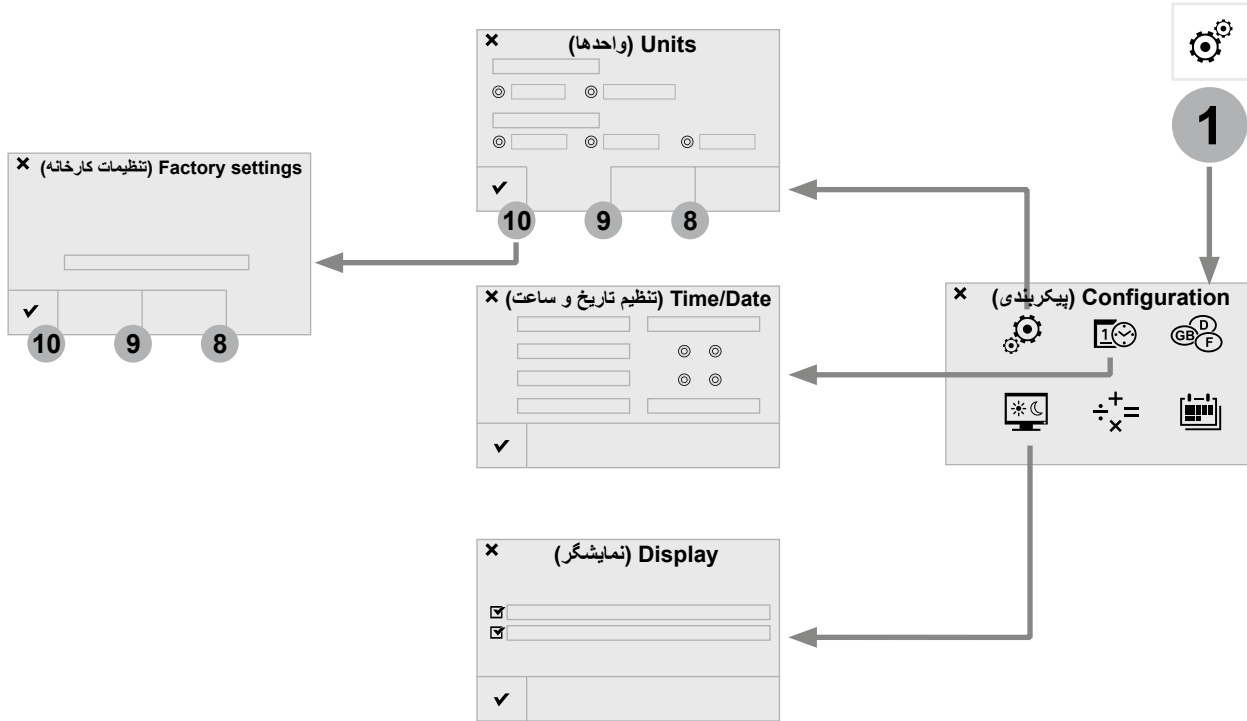 1
Units (واحدها)
10
9
8
Factory settings (تنظیمات کارخانه)
10
9
8
Configuration (پیکربندی)
1
GB
D
F
Time/Date (تنظیم تاریخ و ساعت)
Display (نمایشگر)